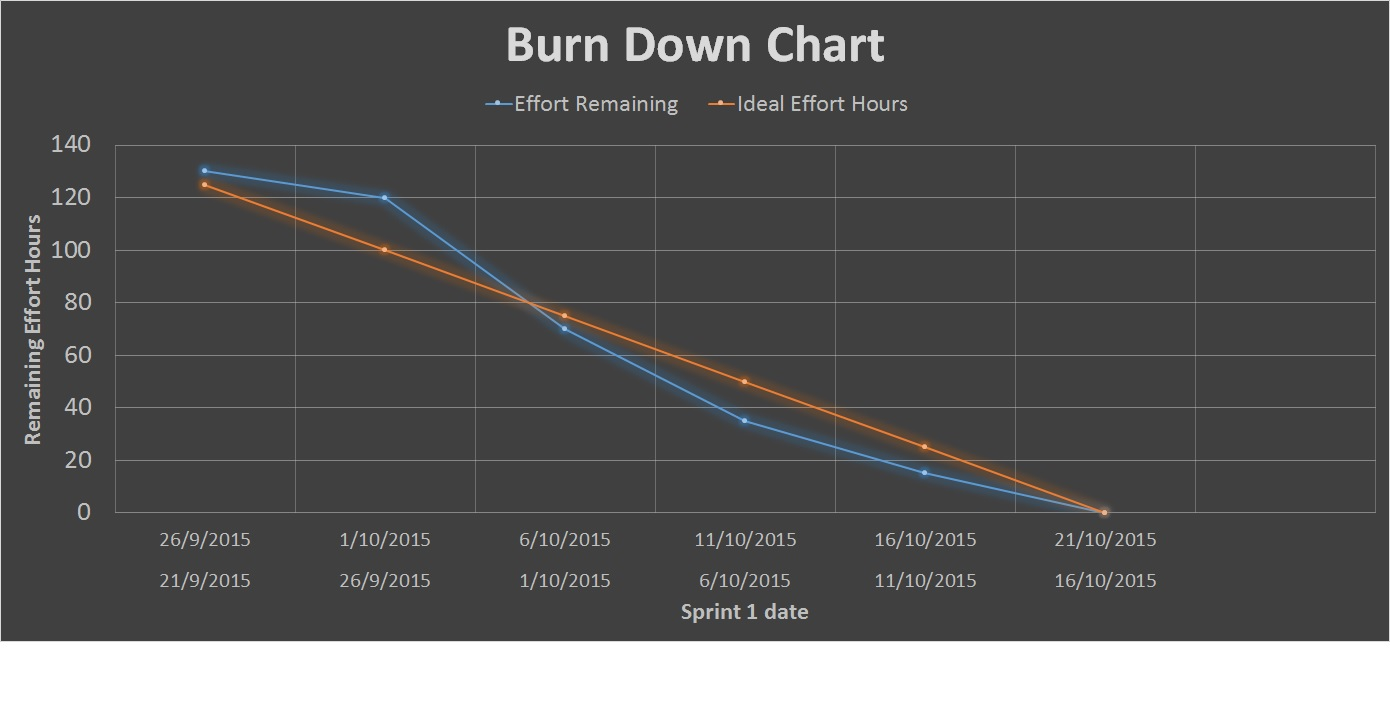 Burn Down Chart
Effort Remaining Ideal Effort Hours
Remaining Effort Hours
140
120
100
80
60
40
20
0
26/9/2015 1/10/2015 6/10/2015 11/10/2015 16/10/2015 21/10/2015
21/9/2015 26/9/2015 1/10/2015 6/10/2015 11/10/2015 16/10/2015
Sprint 1 date